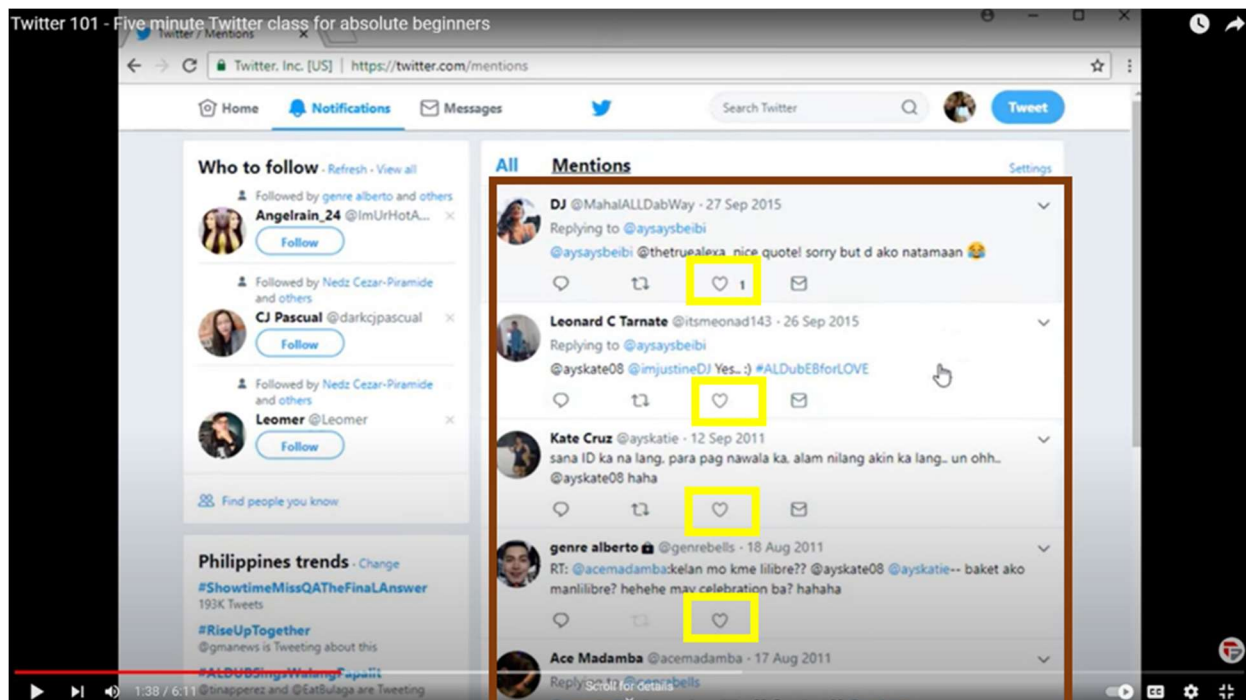 Twitter 101 - Five minute Twitter class for absolute beginners
Twitter / Mentions
Twitter, Inc. [US] | https://twitter.com/mentions
Home Notifications Messages Search Twitter Tweet
Who to follow · Refresh · View all
Followed by genre alberto and others
Angelrain_24 @ImUrHotA...
Follow
Followed by Nedz Cezar-Piramide
and others
CJ Pascual @darkcjpascual
Follow
Followed by Nedz Cezar-Piramide
and others
Leomer @Leomer
Follow
Find people you know
Philippines trends · Change
#ShowtimeMissQATheFinaLAnswer
193K Tweets
#RiseUpTogether
@gmanews is Tweeting about this
#ALDUBSingsWalangPapalit
@tinapperez and @EatBulaga are Tweeting
All Mentions Settings
DJ @MahalALLDabWay · 27 Sep 2015
Replying to @aysaysbeibi
@aysaysbeibi @thetruealexa nice quote! sorry but d ako natamaan 😂
1
Leonard C Tarnate @itsmeonad143 · 26 Sep 2015
Replying to @aysaysbeibi
@ayskate08 @imjustineDJ Yes.. :) #ALDubEBforLOVE
Kate Cruz @ayskatie · 12 Sep 2011
sana ID ka na lang, para pag nawala ka, alam nilang akin ka lang.. un ohh..
@ayskate08 haha
genre alberto @genrebells · 18 Aug 2011
RT: @acemadamba:kelan mo kme lilibre?? @ayskate08 @ayskatie-- baket ako
manlilibre? hehehe may celebration ba? hahaha
Ace Madamba @acemadamba · 17 Aug 2011
Replying to @genrebells
Scroll for details
1:38 / 6:11